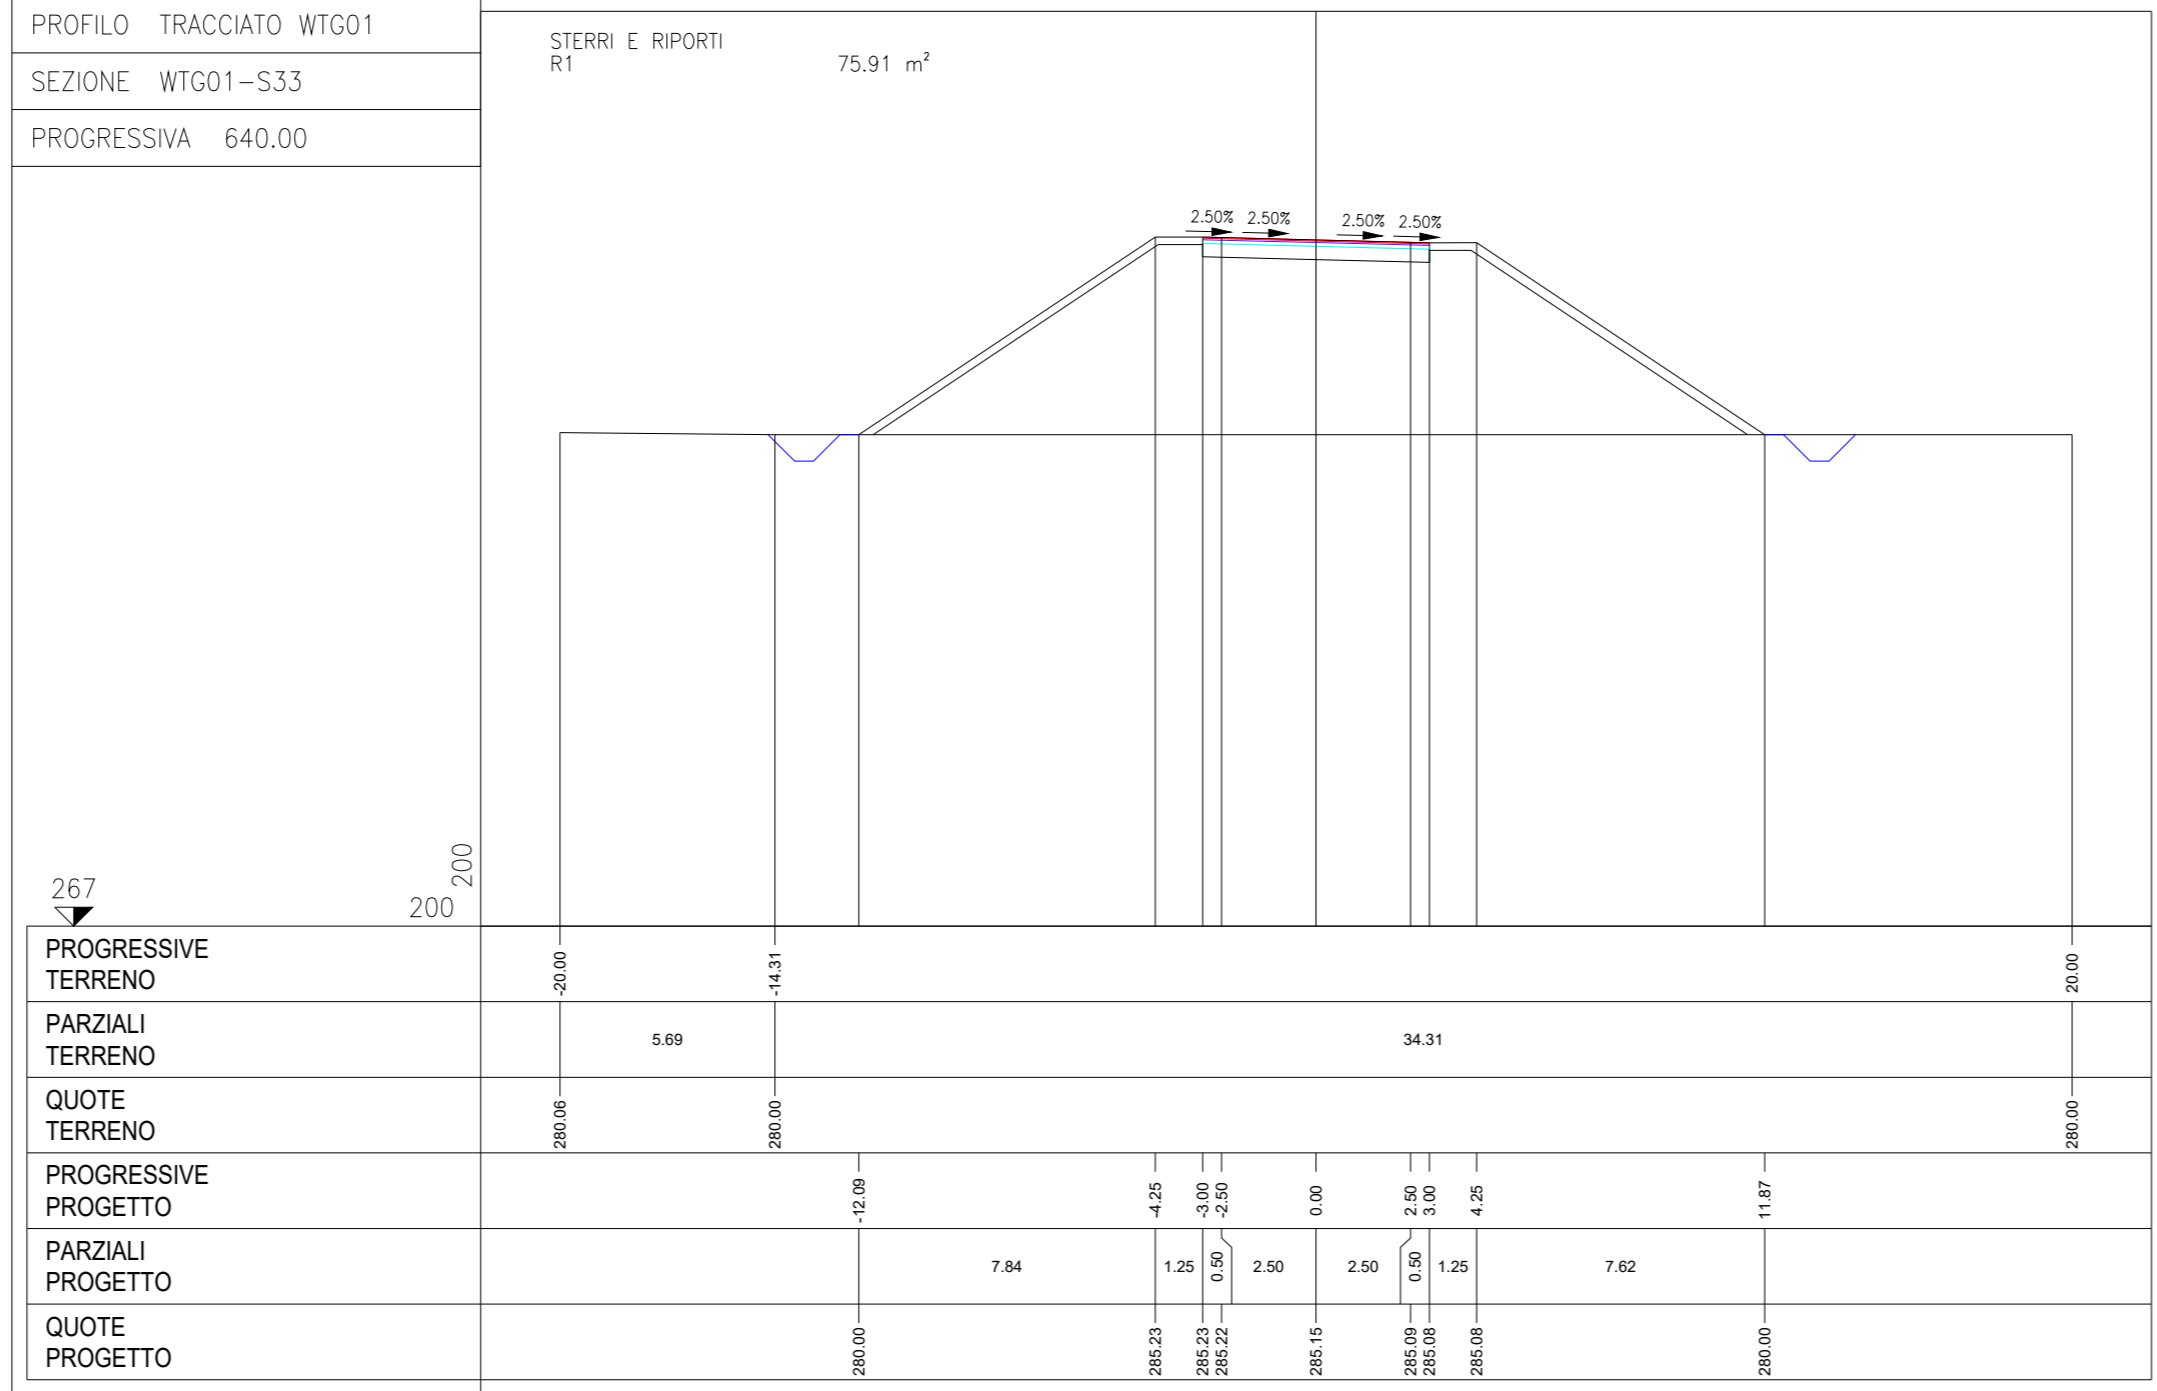 PROFILO TRACCIATO WTG01
SEZIONE WTG01-S33
PROGRESSIVA 640.00
STERRI E RIPORTI
R1 75.91 m²
2.50% 2.50% 2.50% 2.50%
267
200
200
PROGRESSIVE
TERRENO
-20.00 -14.31 20.00
PARZIALI
TERRENO
5.69 34.31
QUOTE
TERRENO
280.06 280.00 280.00
PROGRESSIVE
PROGETTO
-12.09 -4.25 -3.00 -2.50 0.00 2.50 3.00 4.25 11.87
PARZIALI
PROGETTO
7.84 1.25 0.50 2.50 2.50 0.50 1.25 7.62
QUOTE
PROGETTO
280.00 285.23 285.23 285.22 285.15 285.09 285.08 285.08 280.00